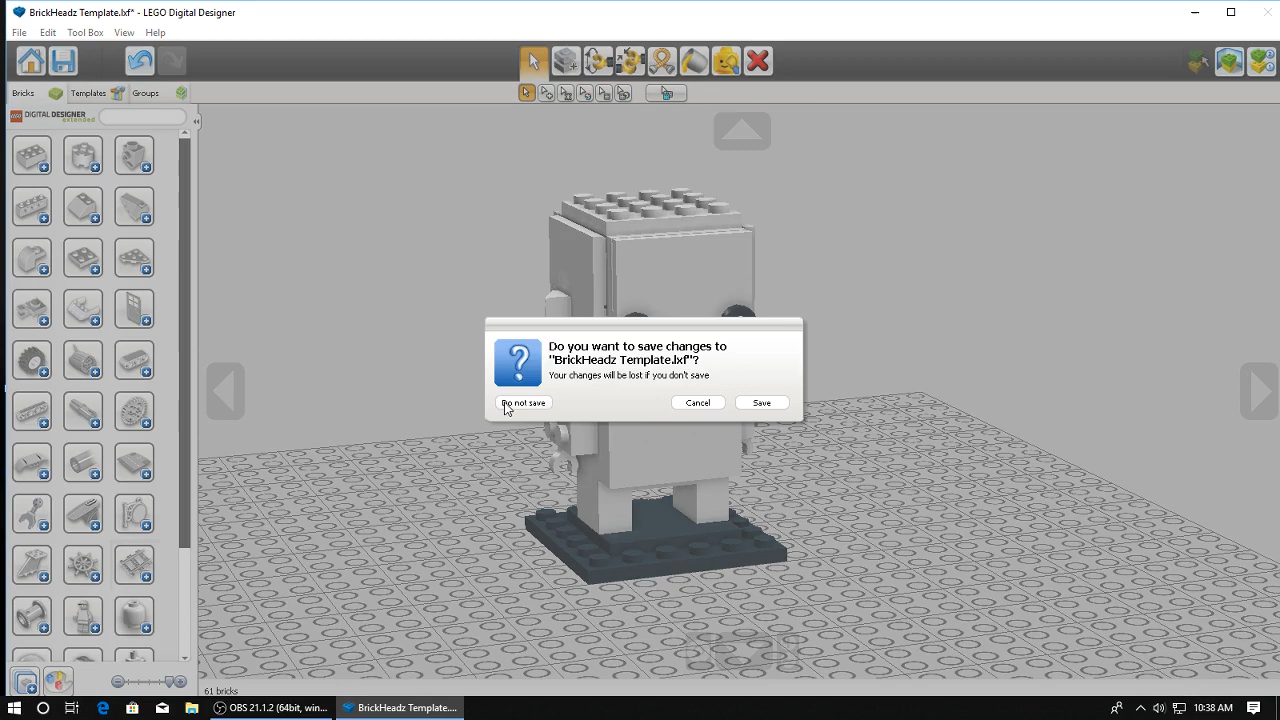 BrickHeadz Template.lxf* - LEGO Digital Designer
File Edit Tool Box View Help
Bricks Templates Groups
LEGO DIGITAL DESIGNER
extended
Do you want to save changes to
"BrickHeadz Template.lxf"?
Your changes will be lost if you don't save
Do not save Cancel Save
61 bricks
OBS 21.1.2 (64bit, win... BrickHeadz Template.... 10:38 AM